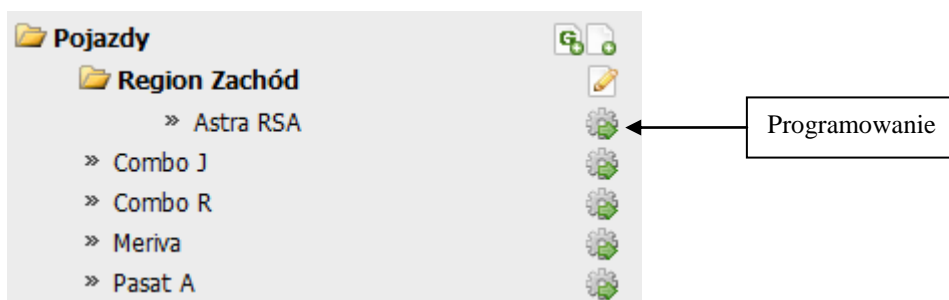 Pojazdy
G
Region Zachód
» Astra RSA
Programowanie
» Combo J
» Combo R
» Meriva
» Pasat A